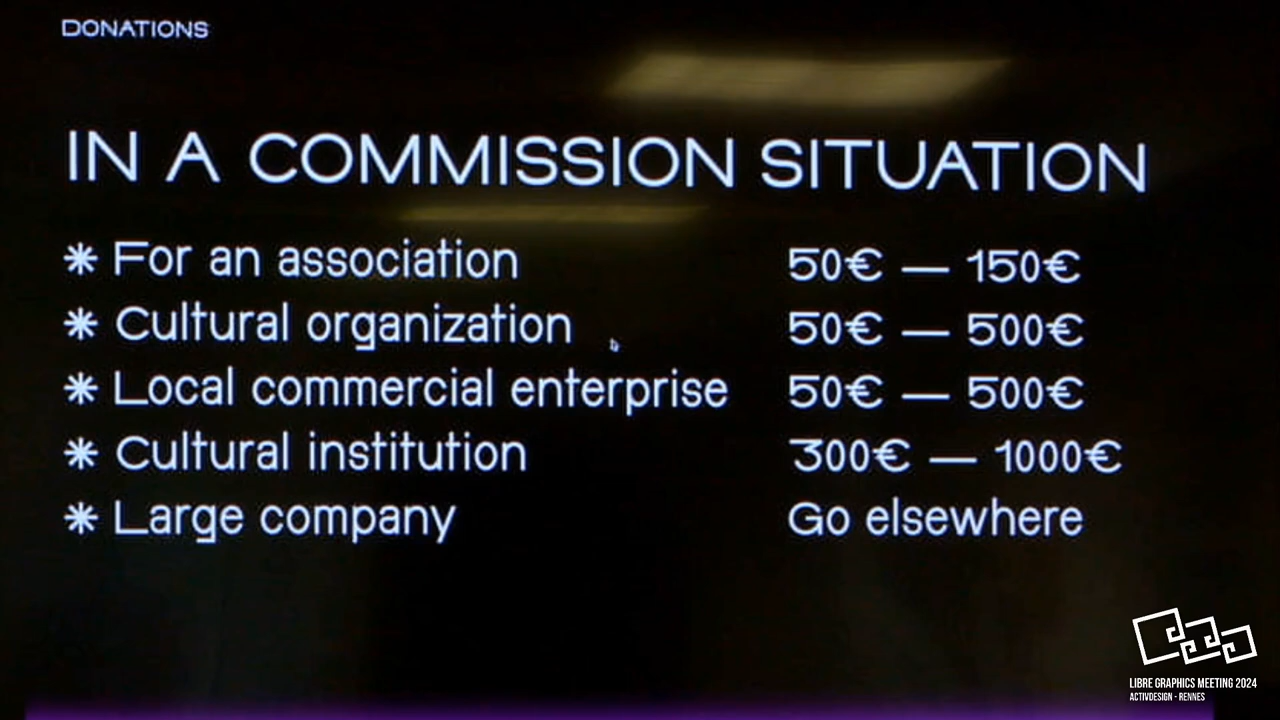 DONATIONS
IN A COMMISSION SITUATION
* For an association 50€ — 150€
* Cultural organization 50€ — 500€
* Local commercial enterprise 50€ — 500€
* Cultural institution 300€ — 1000€
* Large company Go elsewhere
LIBRE GRAPHICS MEETING 2024
ACTIVDESIGN - RENNES